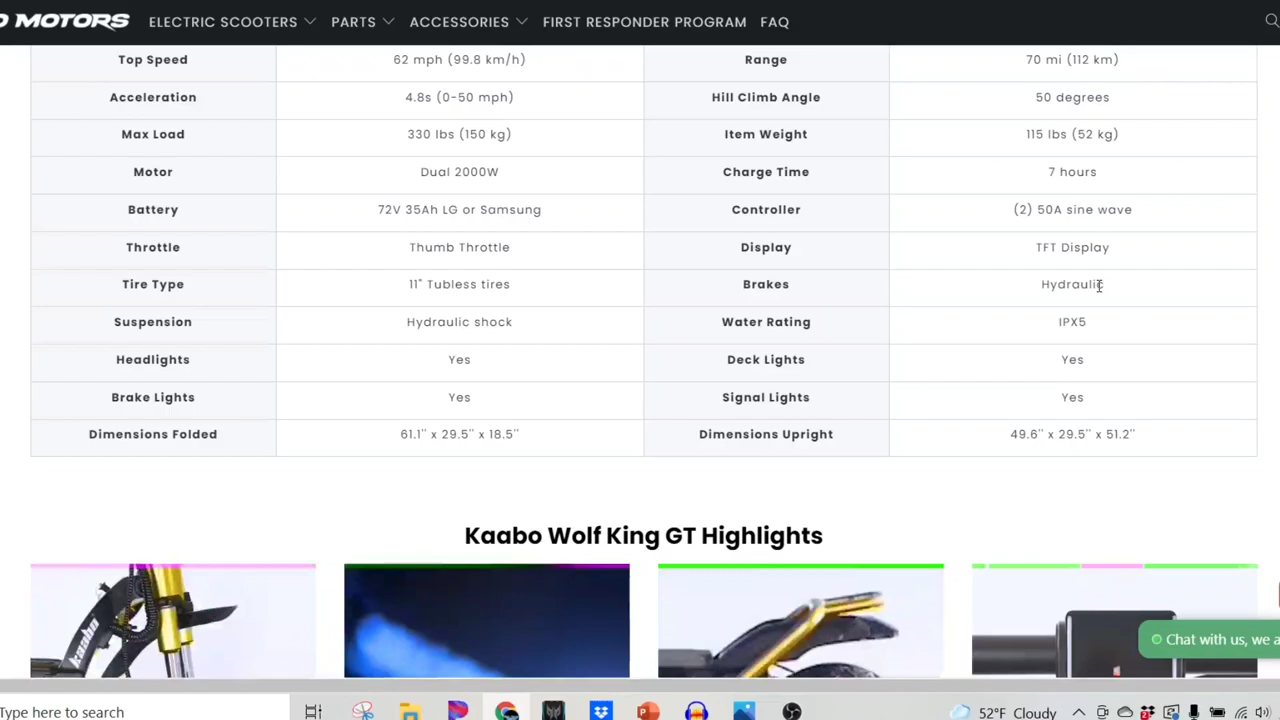 O MOTORS ELECTRIC SCOOTERS PARTS ACCESSORIES FIRST RESPONDER PROGRAM FAQ
Top Speed 62 mph (99.8 km/h) Range 70 mi (112 km)
Acceleration 4.8s (0-50 mph) Hill Climb Angle 50 degrees
Max Load 330 lbs (150 kg) Item Weight 115 lbs (52 kg)
Motor Dual 2000W Charge Time 7 hours
Battery 72V 35Ah LG or Samsung Controller (2) 50A sine wave
Throttle Thumb Throttle Display TFT Display
Tire Type 11" Tubless tires Brakes Hydraulic
Suspension Hydraulic shock Water Rating IPX5
Headlights Yes Deck Lights Yes
Brake Lights Yes Signal Lights Yes
Dimensions Folded 61.1'' x 29.5'' x 18.5'' Dimensions Upright 49.6'' x 29.5'' x 51.2''
Kaabo Wolf King GT Highlights
kaabo
Chat with us, we a
Type here to search 52°F Cloudy